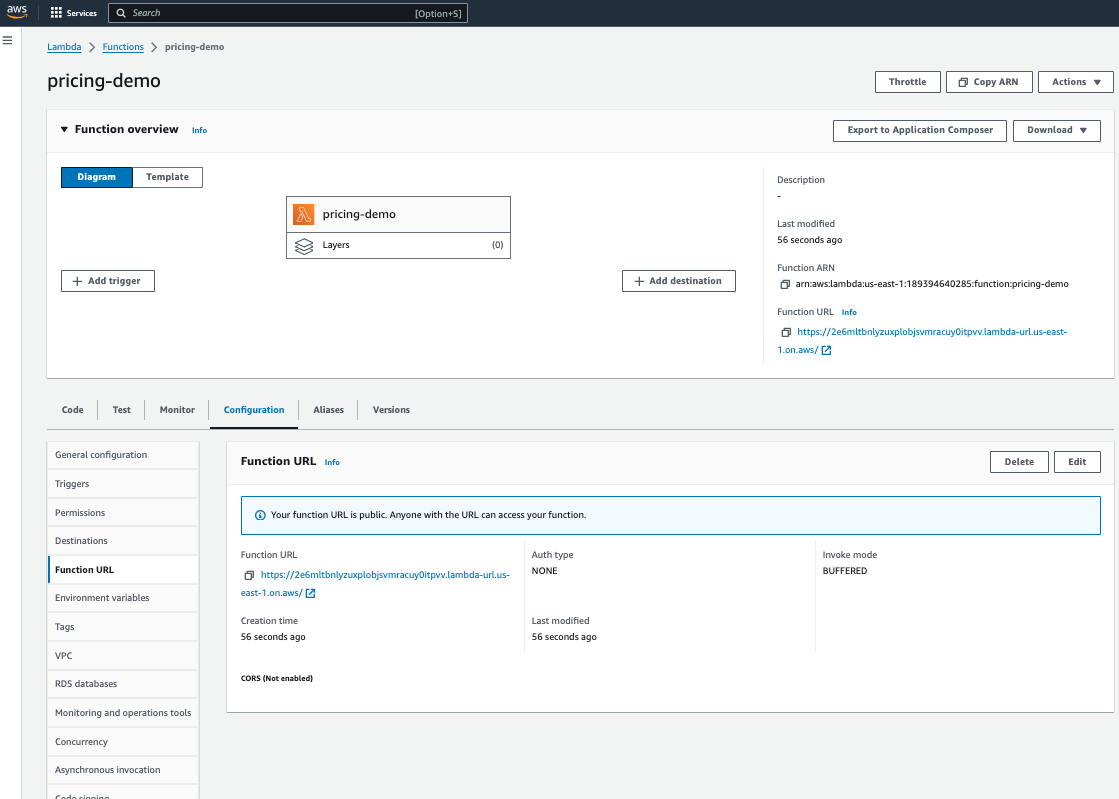 aws
Services
Search
[Option+S]
Lambda
Functions
pricing-demo
pricing-demo
Throttle
Copy ARN
Actions
Function overview
Info
Export to Application Composer
Download
Diagram
Template
pricing-demo
Layers
(0)
Add trigger
Add destination
Description
-
Last modified
56 seconds ago
Function ARN
arn:aws:lambda:us-east-1:189394640285:function:pricing-demo
Function URL
Info
https://2e6mltbnlyzuxplobjsvmracuy0itpvv.lambda-url.us-east-
1.on.aws/
Code
Test
Monitor
Configuration
Aliases
Versions
General configuration
Triggers
Permissions
Destinations
Function URL
Environment variables
Tags
VPC
RDS databases
Monitoring and operations tools
Concurrency
Asynchronous invocation
Code signing
Function URL
Info
Delete
Edit
Your function URL is public. Anyone with the URL can access your function.
Function URL
https://2e6mltbnlyzuxplobjsvmracuy0itpvv.lambda-url.us-
east-1.on.aws/
Auth type
NONE
Invoke mode
BUFFERED
Creation time
56 seconds ago
Last modified
56 seconds ago
CORS (Not enabled)